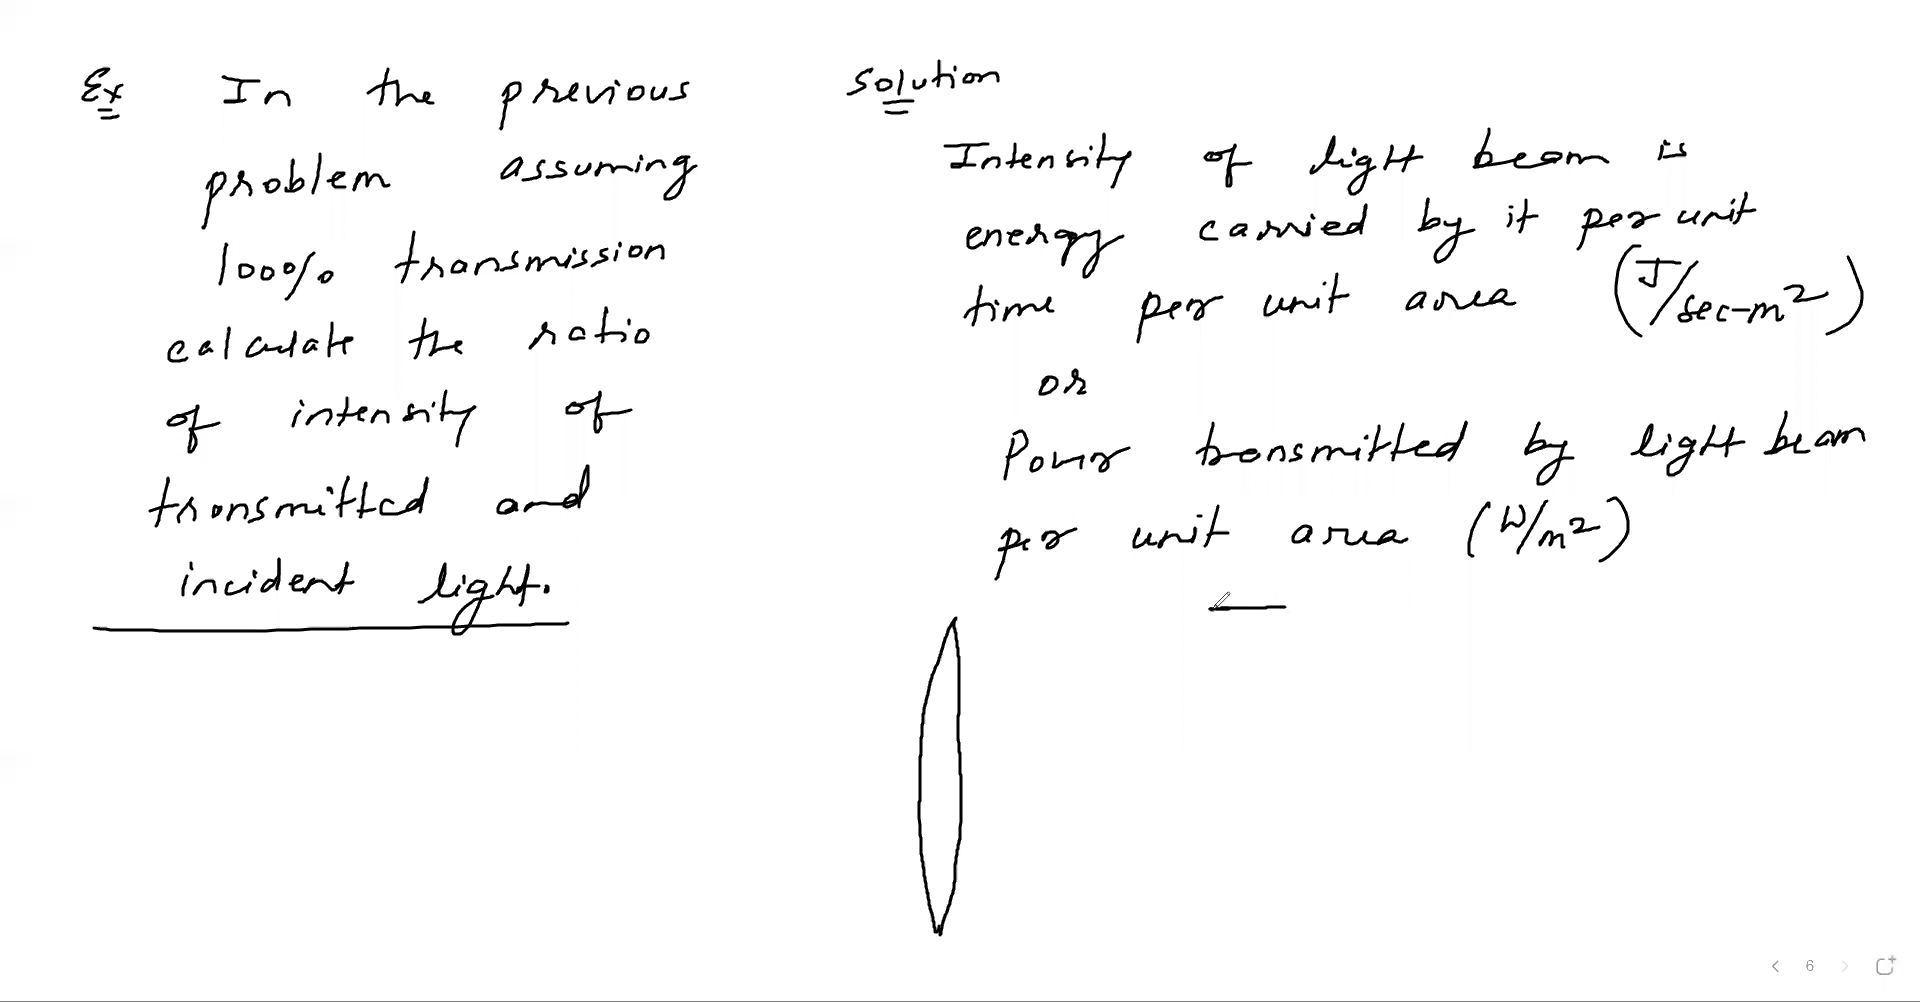 Ex In the previous
problem assuming
100% transmission
calculate the ratio
of intensity of
transmitted and
incident light.
Solution
Intensity of light beam is
energy carried by it per unit
time per unit area (J/sec-m²)
or
Power transmitted by light beam
per unit area (W/m²)
6